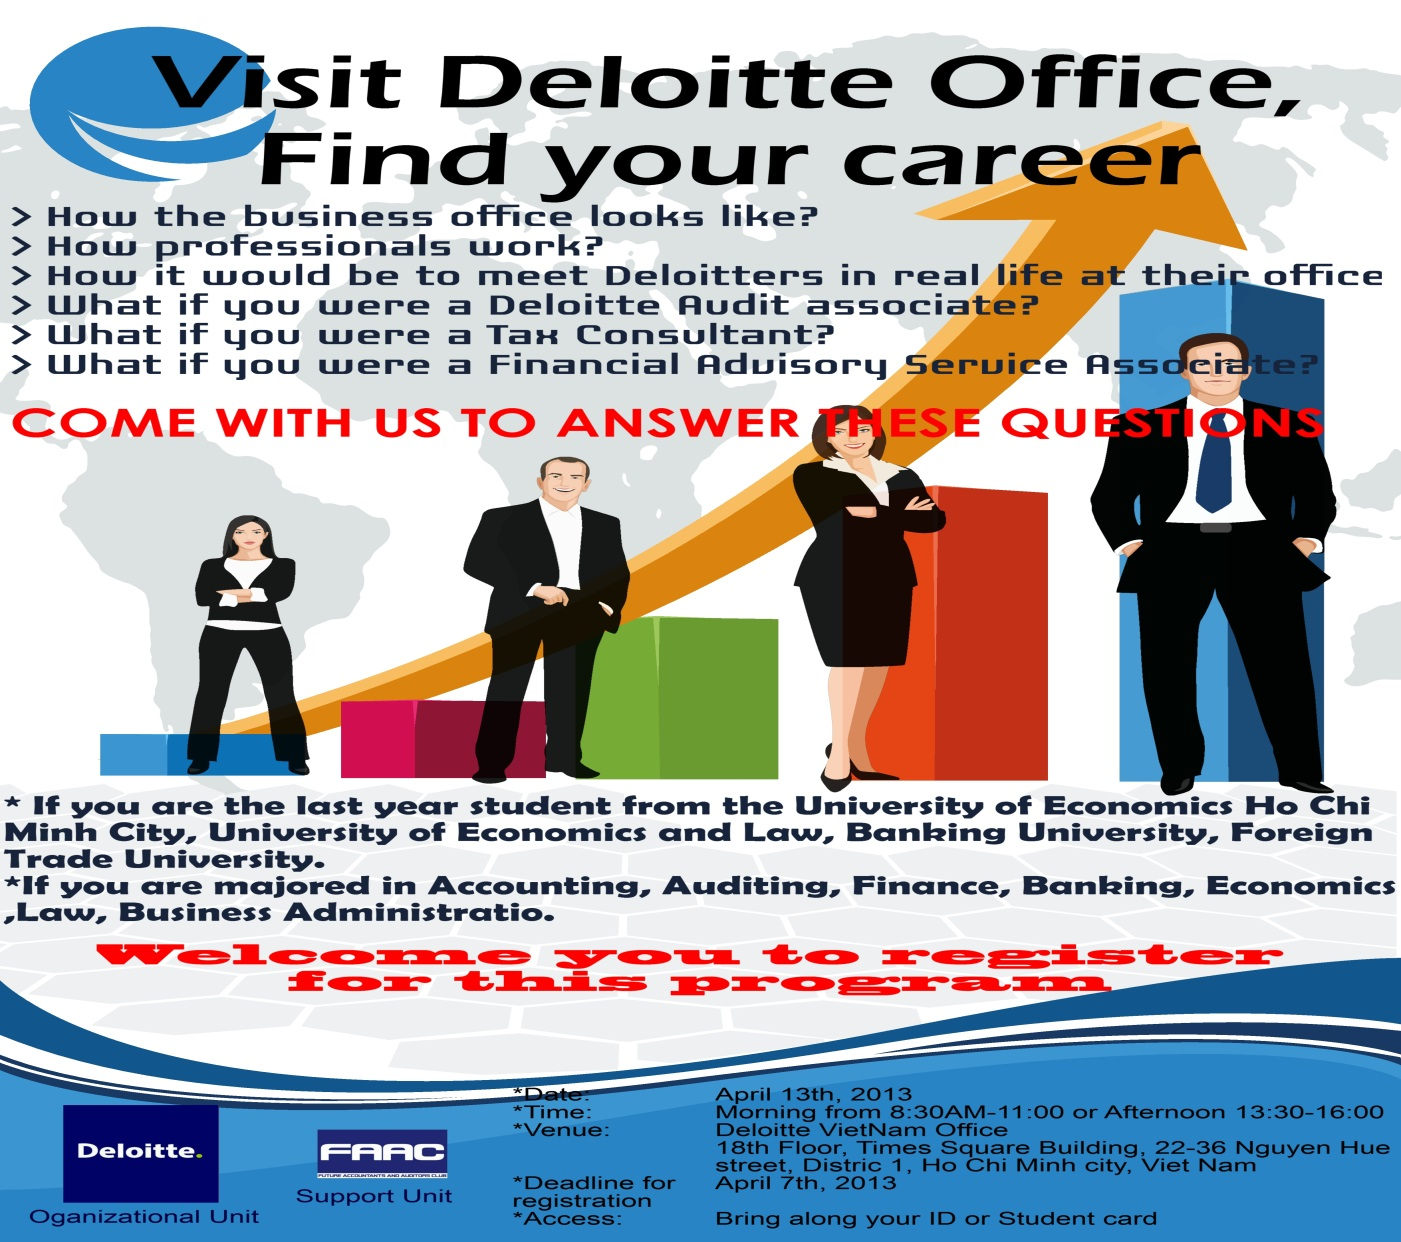 Visit Deloitte Office,
Find your career
> How the business office looks like?
> How professionals work?
> How it would be to meet Deloitters in real life at their office
> What if you were a Deloitte Audit associate?
> What if you were a Tax Consultant?
> What if you were a Financial Advisory Service Associate?
COME WITH US TO ANSWER THESE QUESTIONS
* If you are the last year student from the University of Economics Ho Chi
Minh City, University of Economics and Law, Banking University, Foreign
Trade University.
*If you are majored in Accounting, Auditing, Finance, Banking, Economics
,Law, Business Administratio.
Welcome you to register
for this program
Deloitte.
Oganizational Unit
FAAC
FUTURE ACCOUNTANTS AND AUDITORS CLUB
Support Unit
*Date: April 13th, 2013
*Time: Morning from 8:30AM-11:00 or Afternoon 13:30-16:00
*Venue: Deloitte VietNam Office
18th Floor, Times Square Building, 22-36 Nguyen Hue
street, Distric 1, Ho Chi Minh city, Viet Nam
*Deadline for April 7th, 2013
registration
*Access: Bring along your ID or Student card